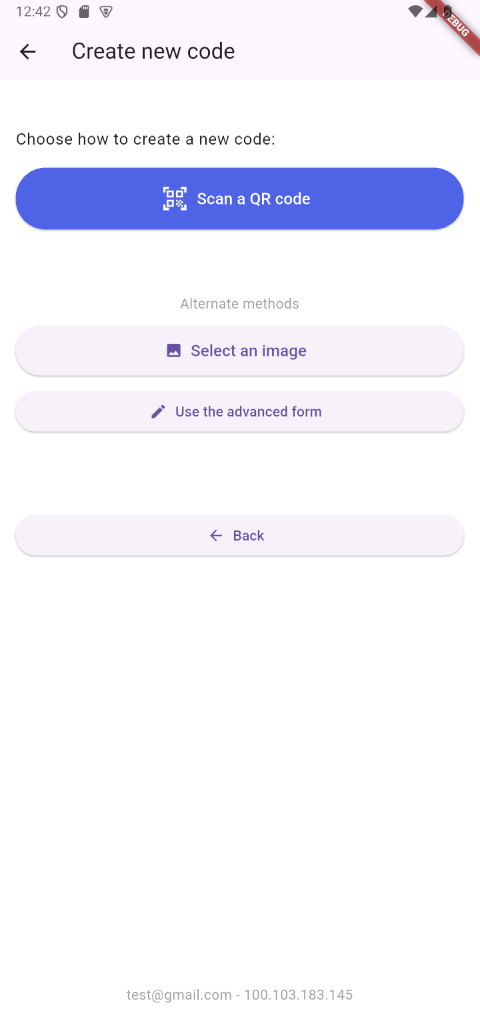 12:42
DEBUG
Create new code
Choose how to create a new code:
Scan a QR code
Alternate methods
Select an image
Use the advanced form
Back
test@gmail.com - 100.103.183.145